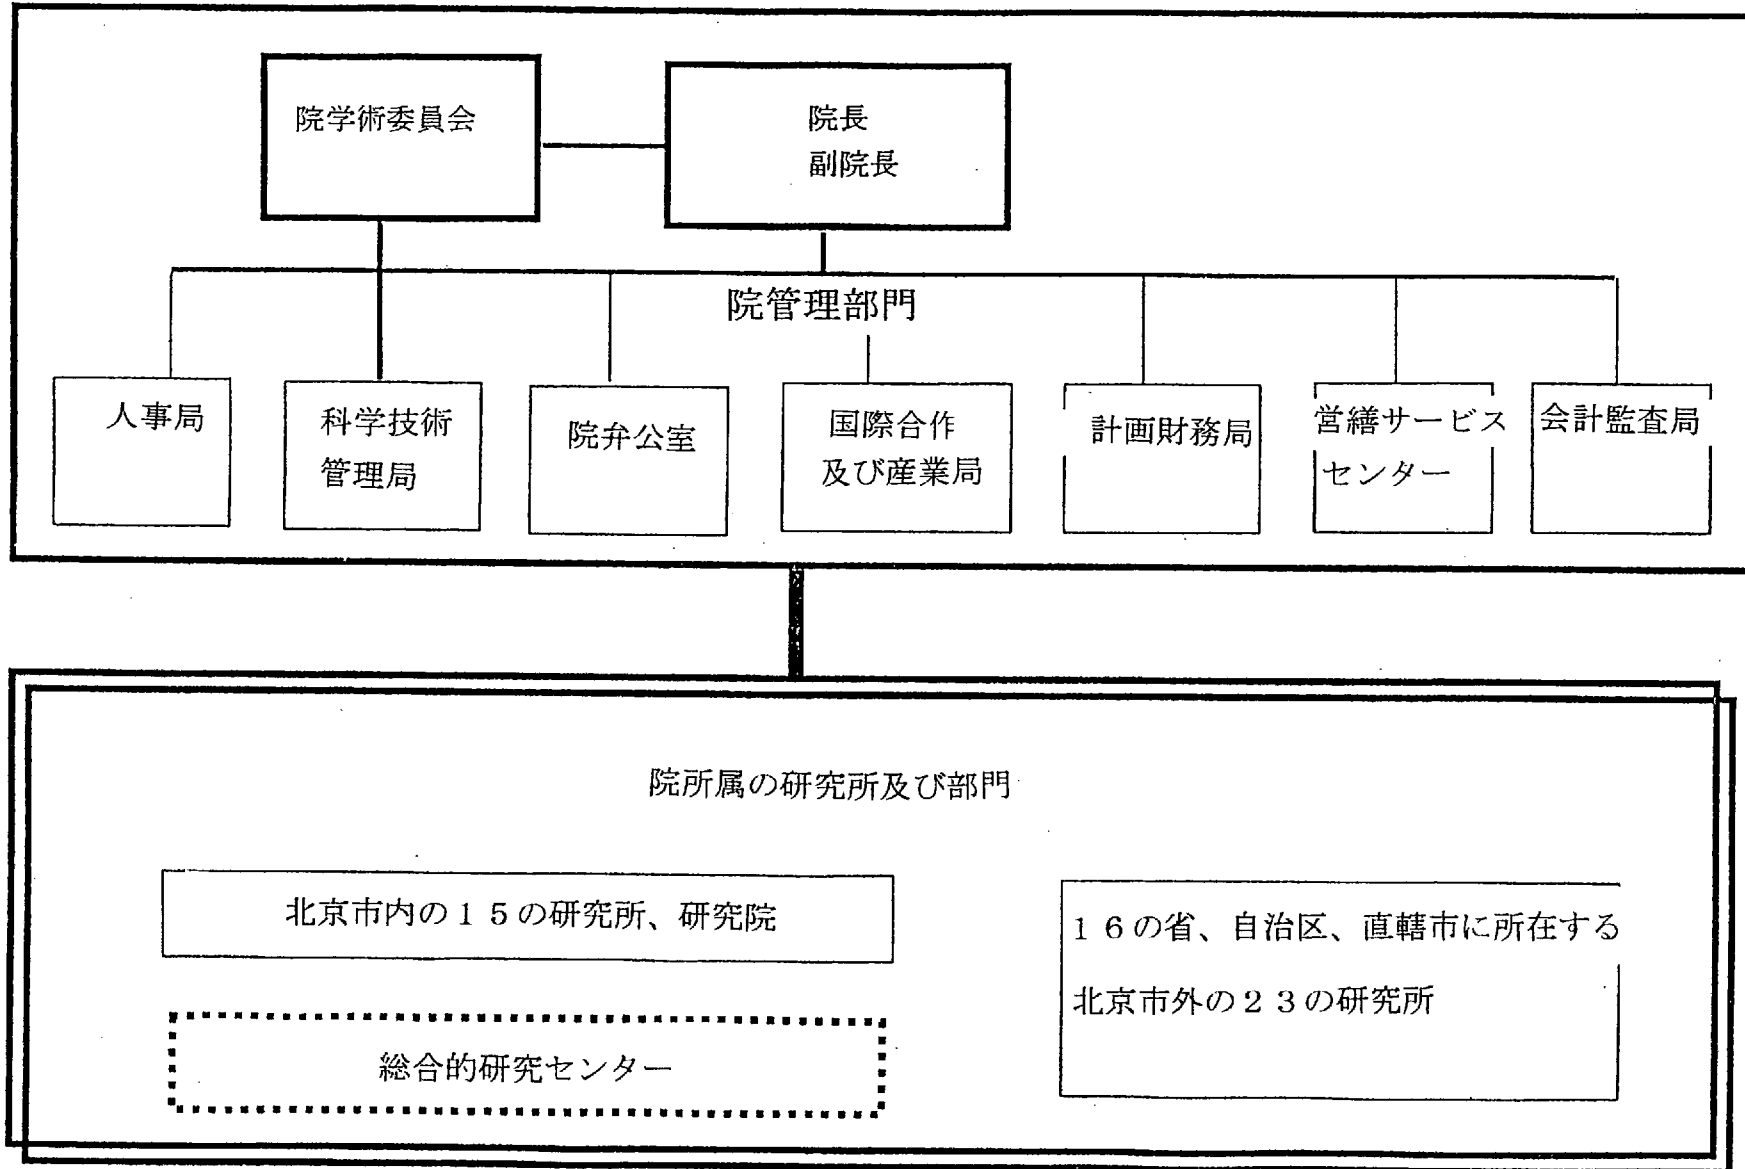 院学術委員会
院長
副院長
院管理部門
人事局
科学技術
管理局
院弁公室
国際合作
及び産業局
計画財務局
営繕サービス
センター
会計監査局
院所属の研究所及び部門
北京市内の１５の研究所、研究院
１６の省、自治区、直轄市に所在する
北京市外の２３の研究所
総合的研究センター